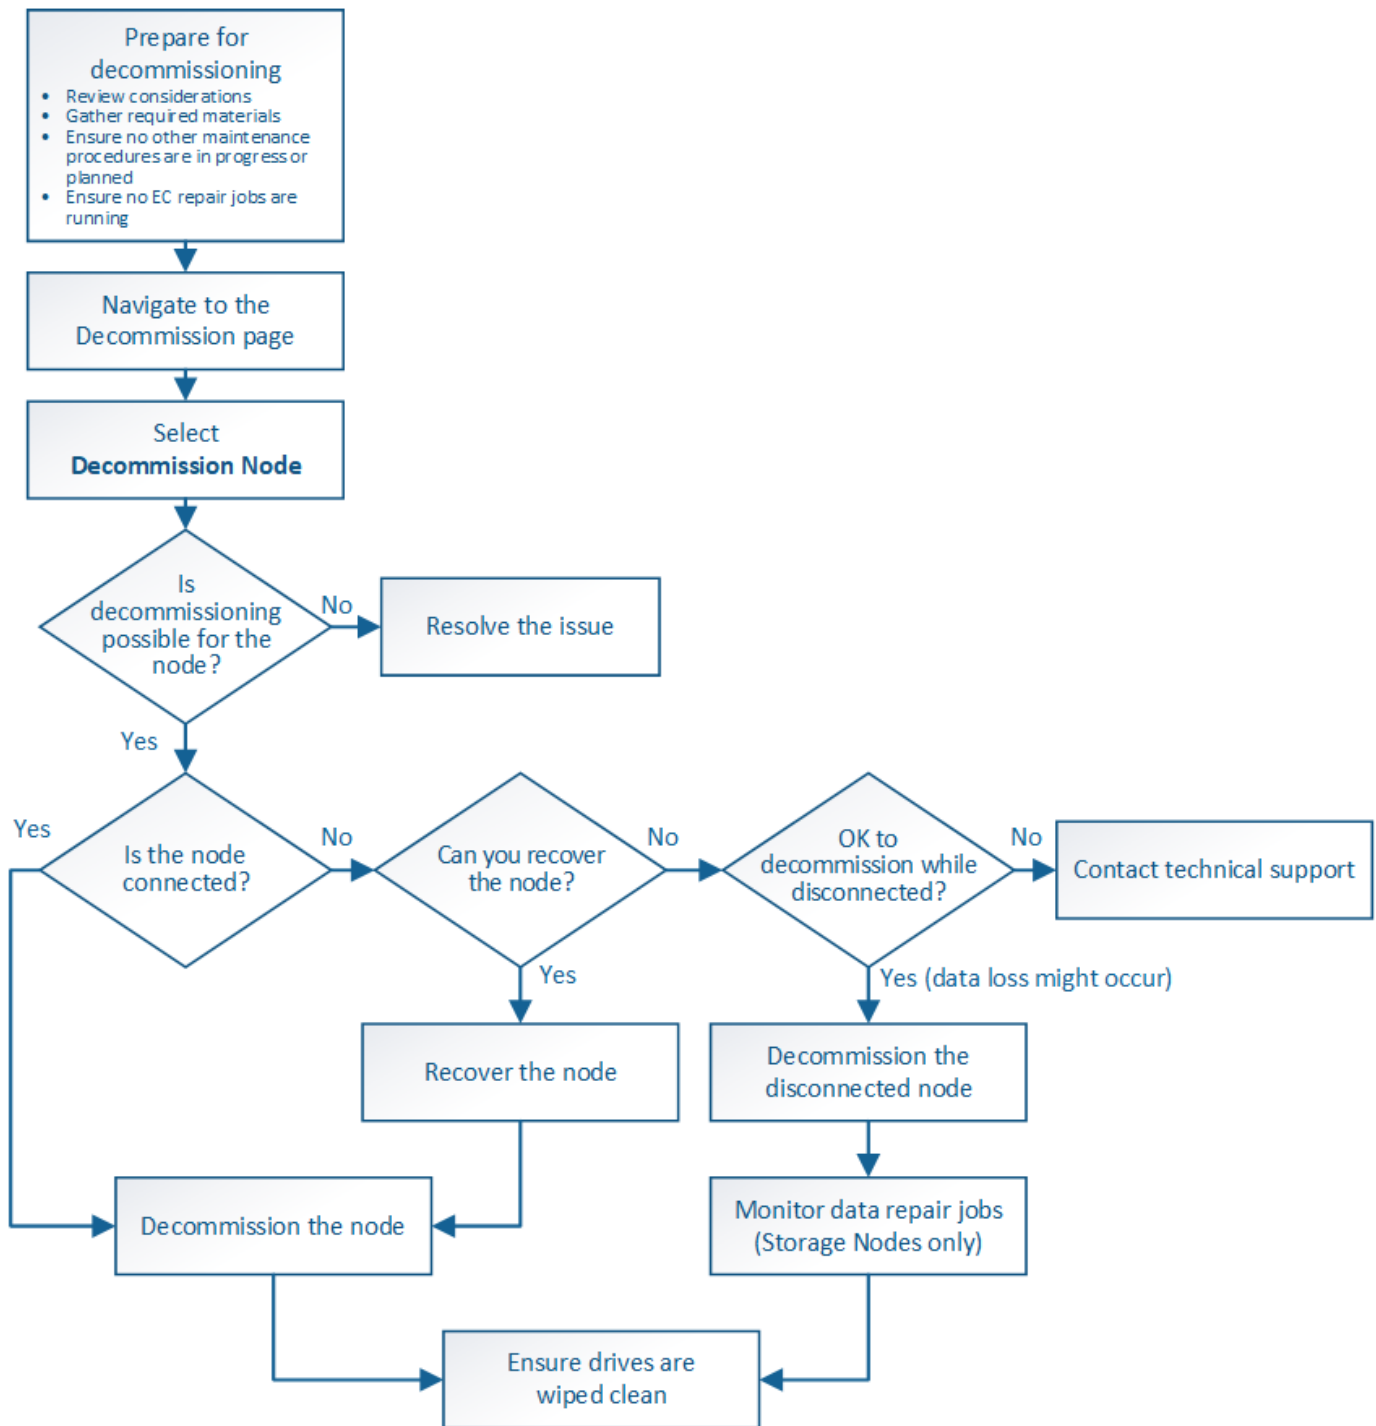 Prepare for
decommissioning
• Review considerations
• Gather required materials
• Ensure no other maintenance
procedures are in progress or
planned
• Ensure no EC repair jobs are
running
Navigate to the
Decommission page
Select
Decommission Node
Is
decommissioning
possible for the
node?
No
Resolve the issue
Yes
Yes
Is the node
connected?
No
Can you recover
the node?
No
OK to
decommission while
disconnected?
No
Contact technical support
Yes
Yes (data loss might occur)
Recover the node
Decommission the
disconnected node
Decommission the node
Monitor data repair jobs
(Storage Nodes only)
Ensure drives are
wiped clean